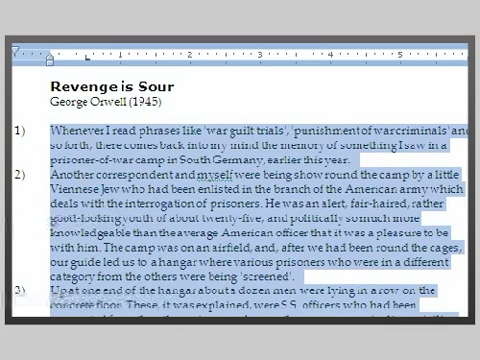 1 2 3 4 5
Revenge is Sour
George Orwell (1945)
1) Whenever I read phrases like 'war guilt trials', 'punishment of war criminals' and
so forth, there comes back into my mind the memory of something I saw in a
prisoner-of-war camp in South Germany, earlier this year.
2) Another correspondent and myself were being show round the camp by a little
Viennese Jew who had been enlisted in the branch of the American army which
deals with the interrogation of prisoners. He was an alert, fair-haired, rather
good-looking youth of about twenty-five, and politically so much more
knowledgeable than the average American officer that it was a pleasure to be
with him. The camp was on an airfield, and, after we had been round the cages,
our guide led us to a hangar where various prisoners who were in a different
category from the others were being 'screened'.
3) Up at one end of the hangar about a dozen men were lying in a row on the
concrete floor. These, it was explained, were S.S. officers who had been